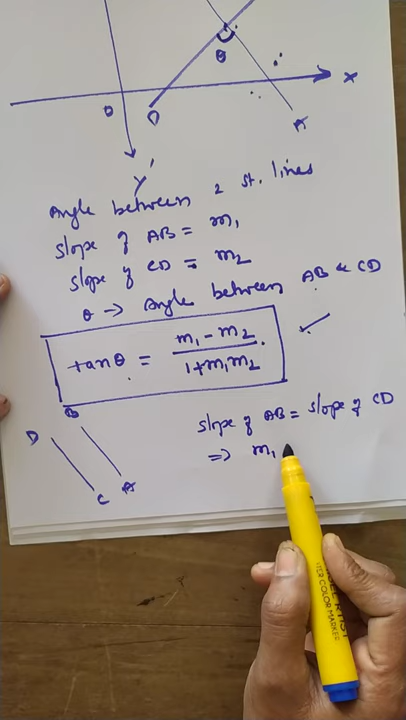 θ
X
O
D
A
Y'
Angle between 2 st. lines
slope of AB = m₁
slope of CD = m₂
θ → Angle between AB & CD
tanθ = (m₁ - m₂)/(1+m₁m₂)
B
D
C A
slope of AB = slope of CD
⇒ m₁